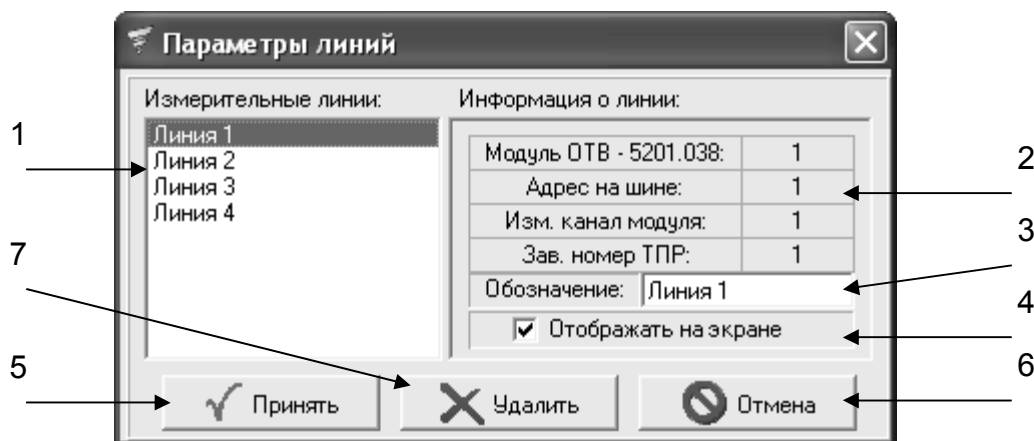 Параметры линий
Измерительные линии:
Информация о линии:
1
Линия 1
Линия 2
Линия 3
Линия 4
Модуль ОТВ - 5201.038: 1
2
Адрес на шине: 1
Изм. канал модуля: 1
3
Зав. номер ТПР: 1
7
Обозначение: Линия 1
4
Отображать на экране
5
6
Принять
Удалить
Отмена